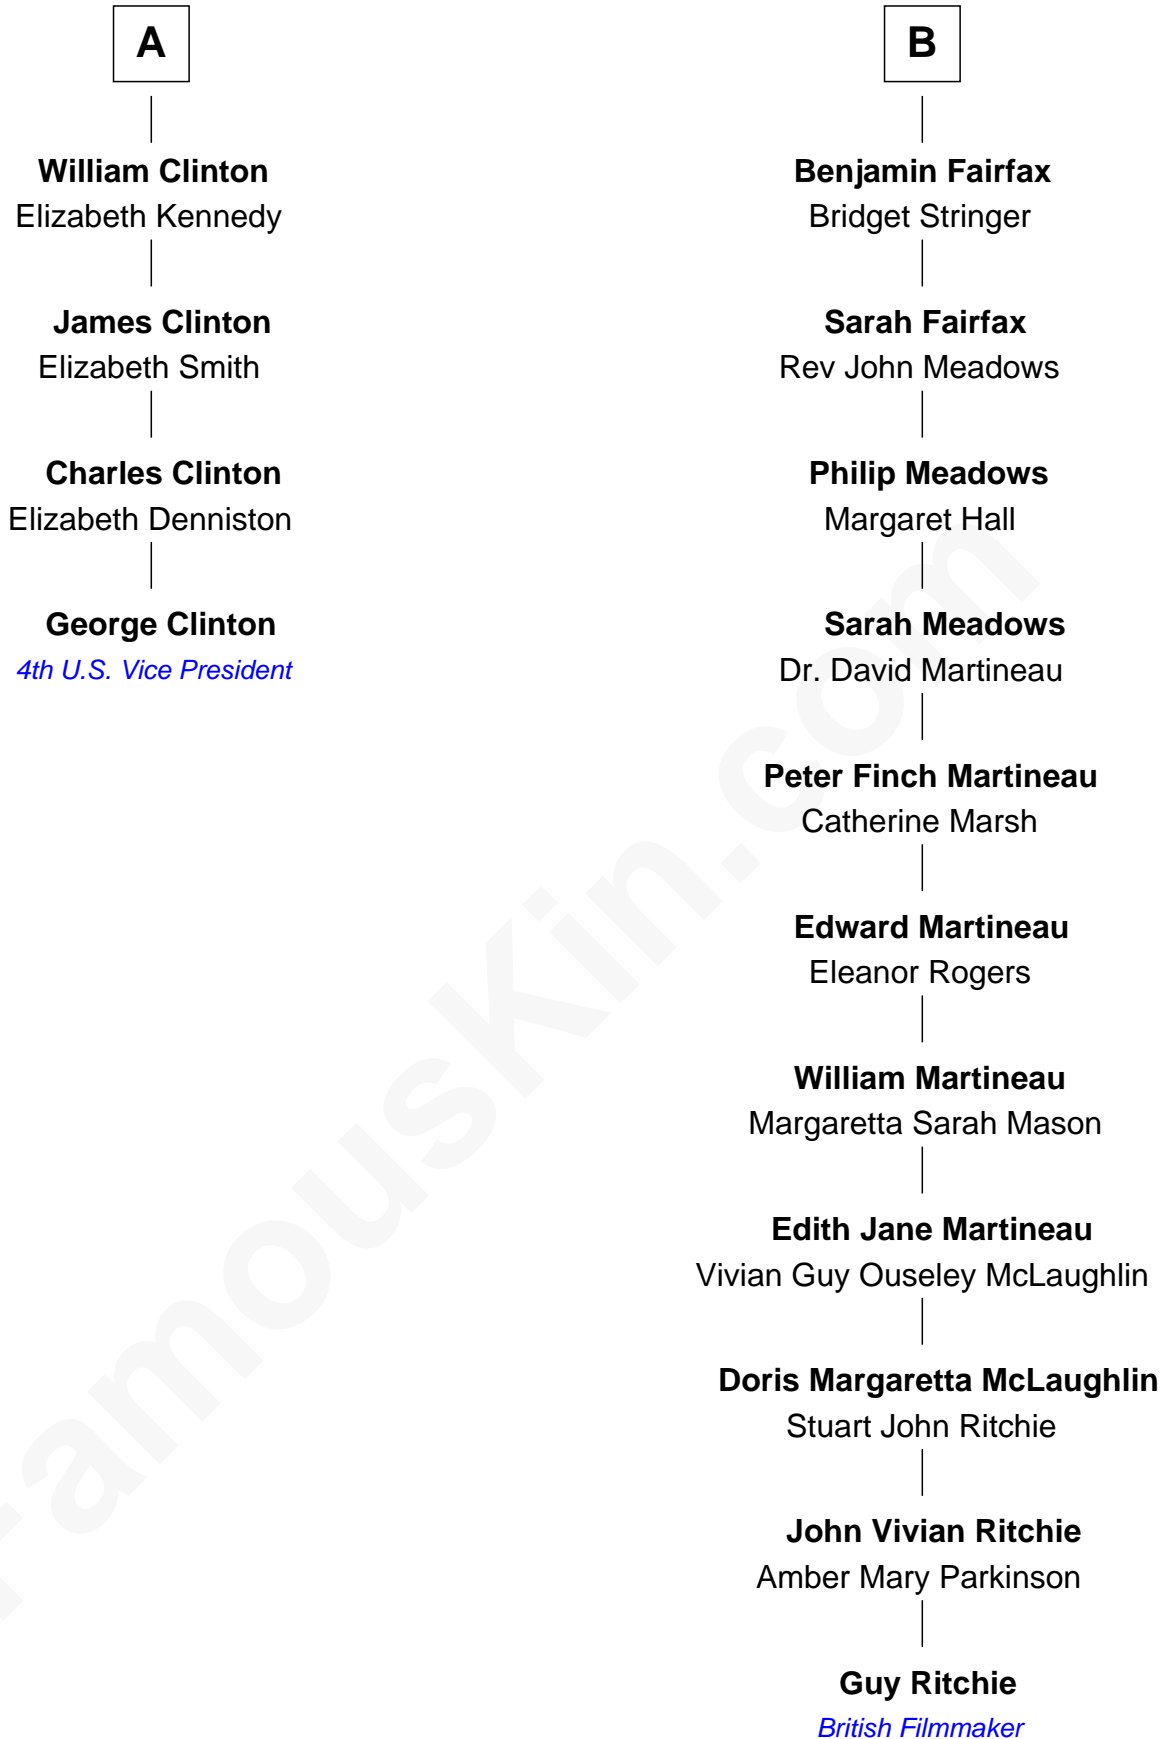 A
William Clinton
Elizabeth Kennedy
James Clinton
Elizabeth Smith
Charles Clinton
Elizabeth Denniston
George Clinton
4th U.S. Vice President
B
Benjamin Fairfax
Bridget Stringer
Sarah Fairfax
Rev John Meadows
Philip Meadows
Margaret Hall
Sarah Meadows
Dr. David Martineau
Peter Finch Martineau
Catherine Marsh
Edward Martineau
Eleanor Rogers
William Martineau
Margaretta Sarah Mason
Edith Jane Martineau
Vivian Guy Ouseley McLaughlin
Doris Margaretta McLaughlin
Stuart John Ritchie
John Vivian Ritchie
Amber Mary Parkinson
Guy Ritchie
British Filmmaker
FamousKin.com